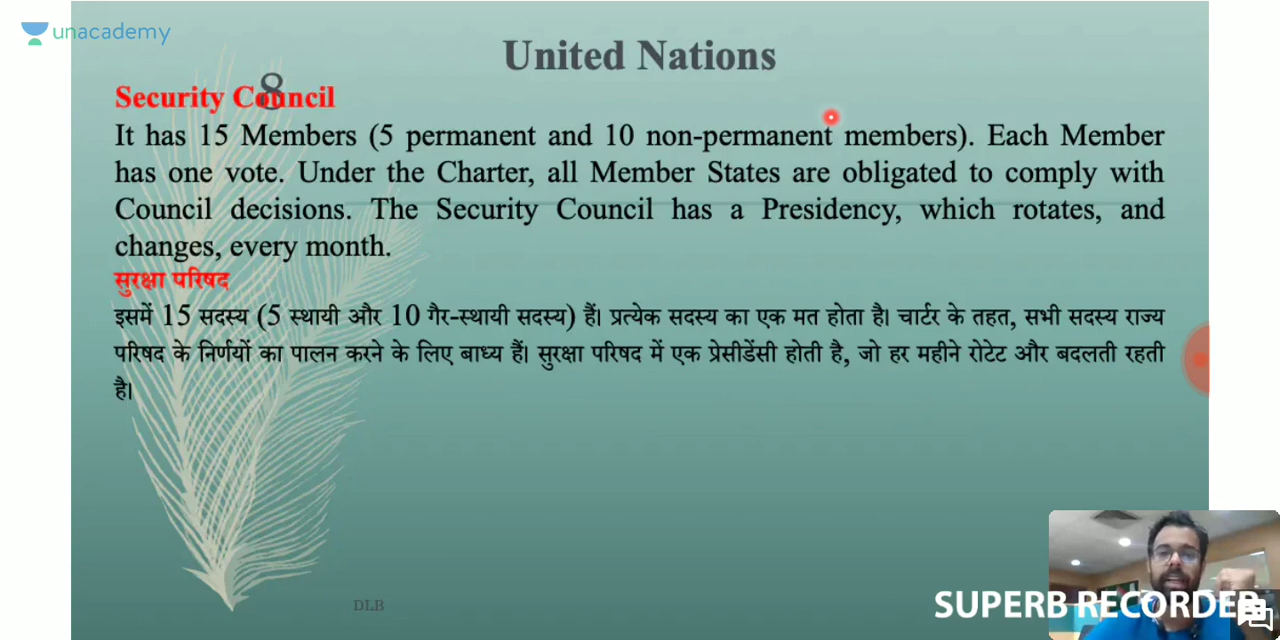 unacademy
United Nations
8
Security Council
It has 15 Members (5 permanent and 10 non-permanent members). Each Member
has one vote. Under the Charter, all Member States are obligated to comply with
Council decisions. The Security Council has a Presidency, which rotates, and
changes, every month.
सुरक्षा परिषद
इसमें 15 सदस्य (5 स्थायी और 10 गैर-स्थायी सदस्य) हैं। प्रत्येक सदस्य का एक मत होता है। चार्टर के तहत, सभी सदस्य राज्य
परिषद के निर्णयों का पालन करने के लिए बाध्य हैं। सुरक्षा परिषद में एक प्रेसीडेंसी होती है, जो हर महीने रोटेट और बदलती रहती
है।
DLB
SUPERB RECORDER